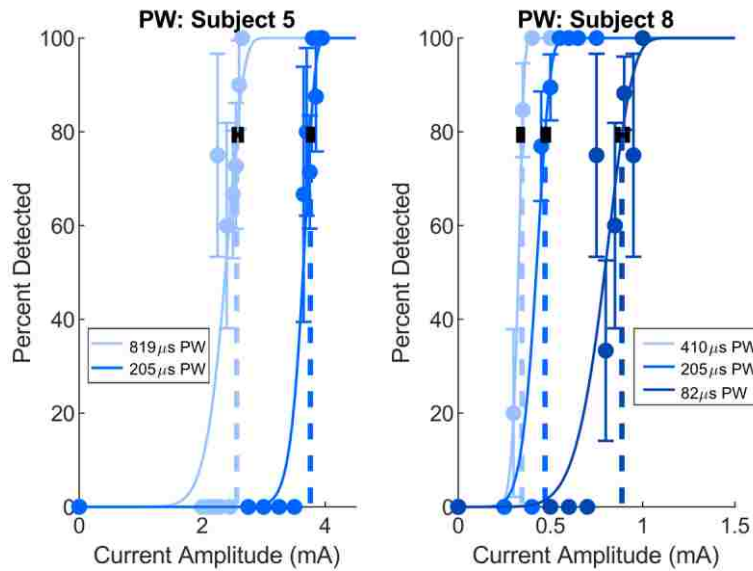 PW: Subject 5
Percent Detected
100
80
60
40
20
0
819μs PW
205μs PW
0
2
4
Current Amplitude (mA)
PW: Subject 8
Percent Detected
100
80
60
40
20
0
410μs PW
205μs PW
82μs PW
0
0.5
1
1.5
Current Amplitude (mA)